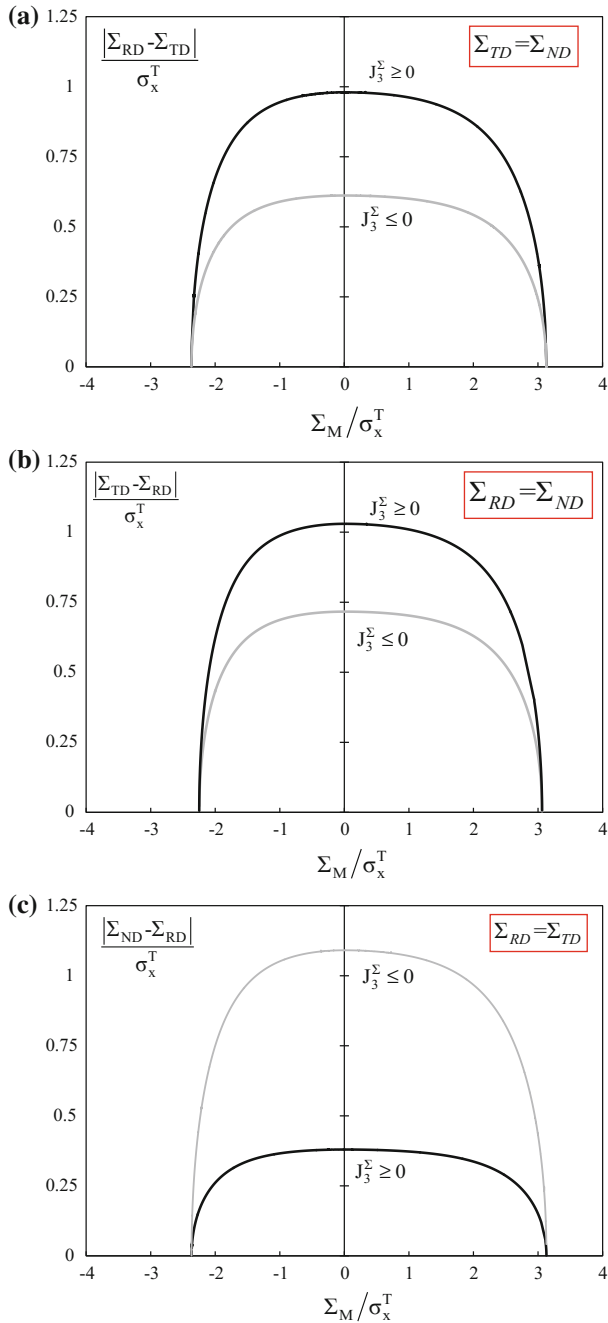 (a)
1.25
|Σ_RD - Σ_TD|
σ_x^T
Σ_TD = Σ_ND
J_3^Σ ≥ 0
1
0.75
J_3^Σ ≤ 0
0.5
0.25
0
-4 -3 -2 -1 0 1 2 3 4
Σ_M/σ_x^T
(b)
1.25
|Σ_TD - Σ_RD|
σ_x^T
Σ_RD = Σ_ND
J_3^Σ ≥ 0
1
0.75
J_3^Σ ≤ 0
0.5
0.25
0
-4 -3 -2 -1 0 1 2 3 4
Σ_M/σ_x^T
(c)
1.25
|Σ_ND - Σ_RD|
σ_x^T
Σ_RD = Σ_TD
1
J_3^Σ ≤ 0
0.75
0.5
J_3^Σ ≥ 0
0.25
0
-4 -3 -2 -1 0 1 2 3 4
Σ_M/σ_x^T